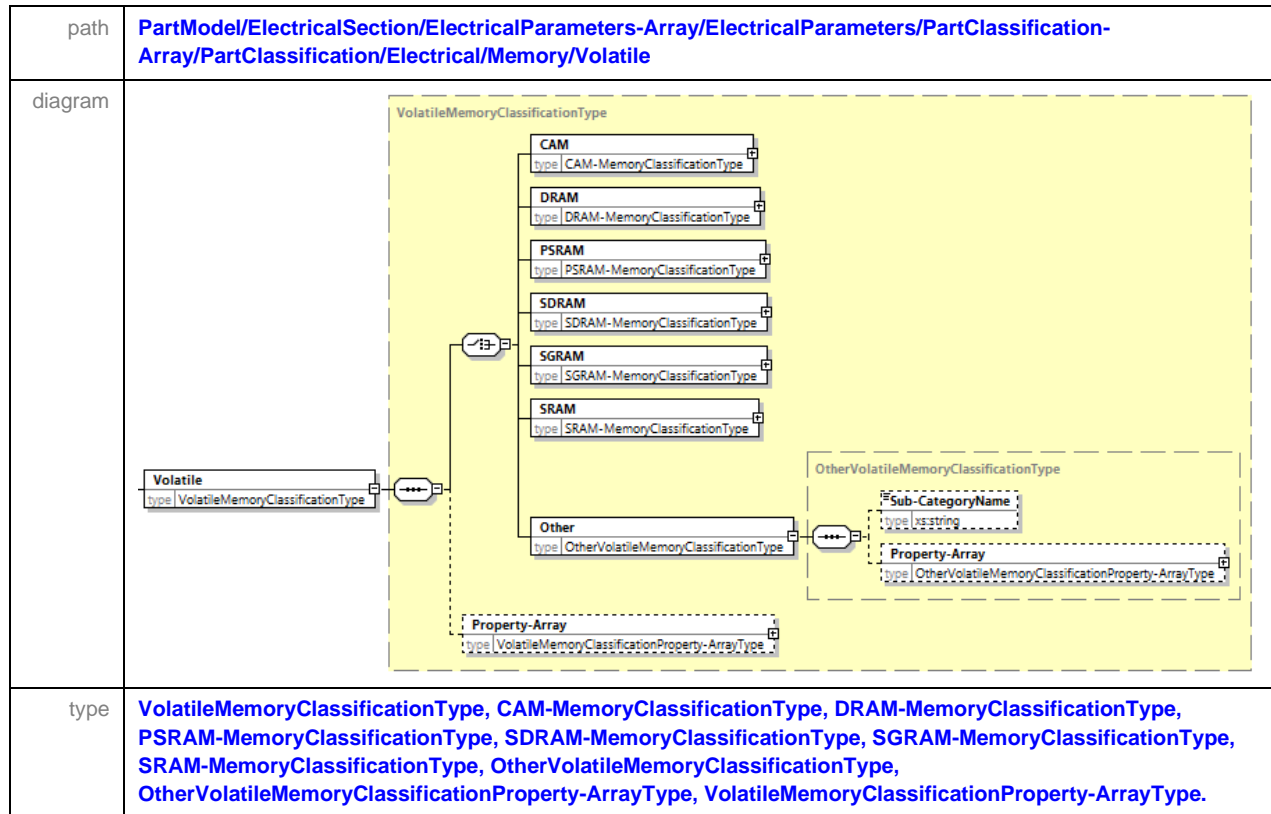 path
PartModel/ElectricalSection/ElectricalParameters-Array/ElectricalParameters/PartClassification-
Array/PartClassification/Electrical/Memory/Volatile
diagram
VolatileMemoryClassificationType
CAM
type CAM-MemoryClassificationType
DRAM
type DRAM-MemoryClassificationType
PSRAM
type PSRAM-MemoryClassificationType
SDRAM
type SDRAM-MemoryClassificationType
SGRAM
type SGRAM-MemoryClassificationType
SRAM
type SRAM-MemoryClassificationType
Volatile
type VolatileMemoryClassificationType
OtherVolatileMemoryClassificationType
Sub-CategoryName
type xs:string
Other
type OtherVolatileMemoryClassificationType
Property-Array
type OtherVolatileMemoryClassificationProperty-ArrayType
Property-Array
type VolatileMemoryClassificationProperty-ArrayType
type
VolatileMemoryClassificationType, CAM-MemoryClassificationType, DRAM-MemoryClassificationType,
PSRAM-MemoryClassificationType, SDRAM-MemoryClassificationType, SGRAM-MemoryClassificationType,
SRAM-MemoryClassificationType, OtherVolatileMemoryClassificationType,
OtherVolatileMemoryClassificationProperty-ArrayType, VolatileMemoryClassificationProperty-ArrayType.